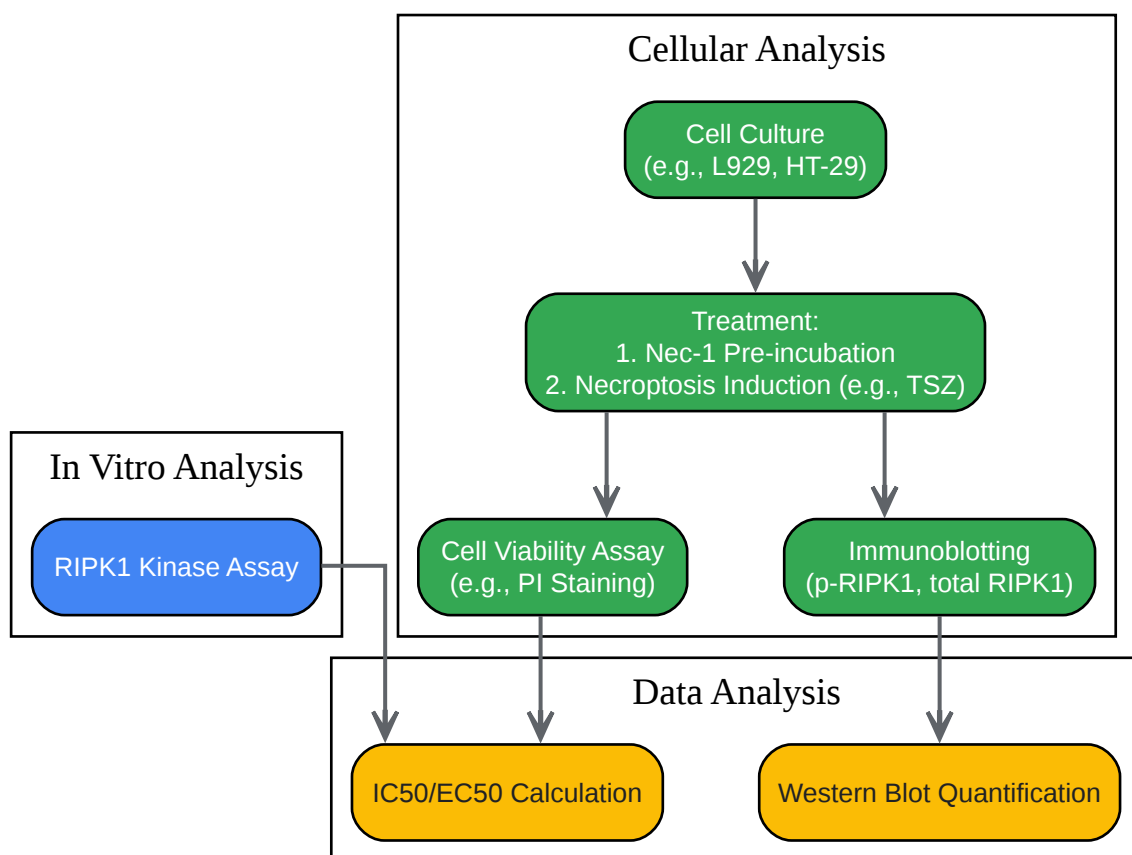 Cellular Analysis
Cell Culture
(e.g., L929, HT-29)
Treatment:
1. Nec-1 Pre-incubation
2. Necroptosis Induction (e.g., TSZ)
In Vitro Analysis
RIPK1 Kinase Assay
Cell Viability Assay
(e.g., PI Staining)
Immunoblotting
(p-RIPK1, total RIPK1)
Data Analysis
IC50/EC50 Calculation
Western Blot Quantification